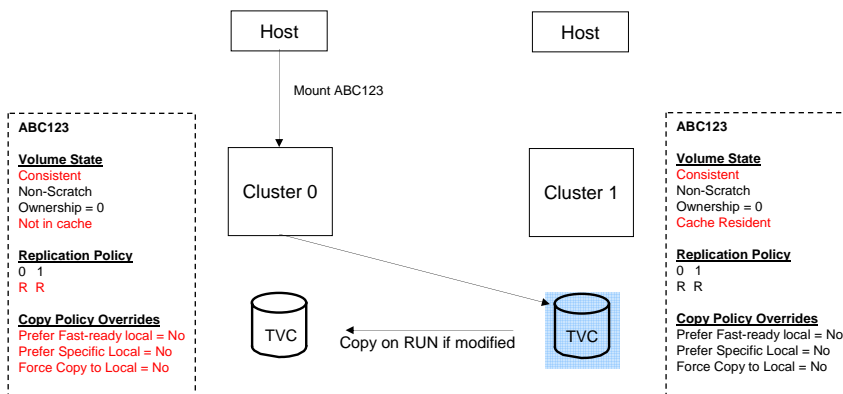 Host
Host
Mount ABC123
ABC123
Volume State
Consistent
Non-Scratch
Ownership = 0
Not in cache
Replication Policy
0 1
R R
Copy Policy Overrides
Prefer Fast-ready local = No
Prefer Specific Local = No
Force Copy to Local = No
Cluster 0
Cluster 1
TVC
Copy on RUN if modified
TVC
ABC123
Volume State
Consistent
Non-Scratch
Ownership = 0
Cache Resident
Replication Policy
0 1
R R
Copy Policy Overrides
Prefer Fast-ready local = No
Prefer Specific Local = No
Force Copy to Local = No